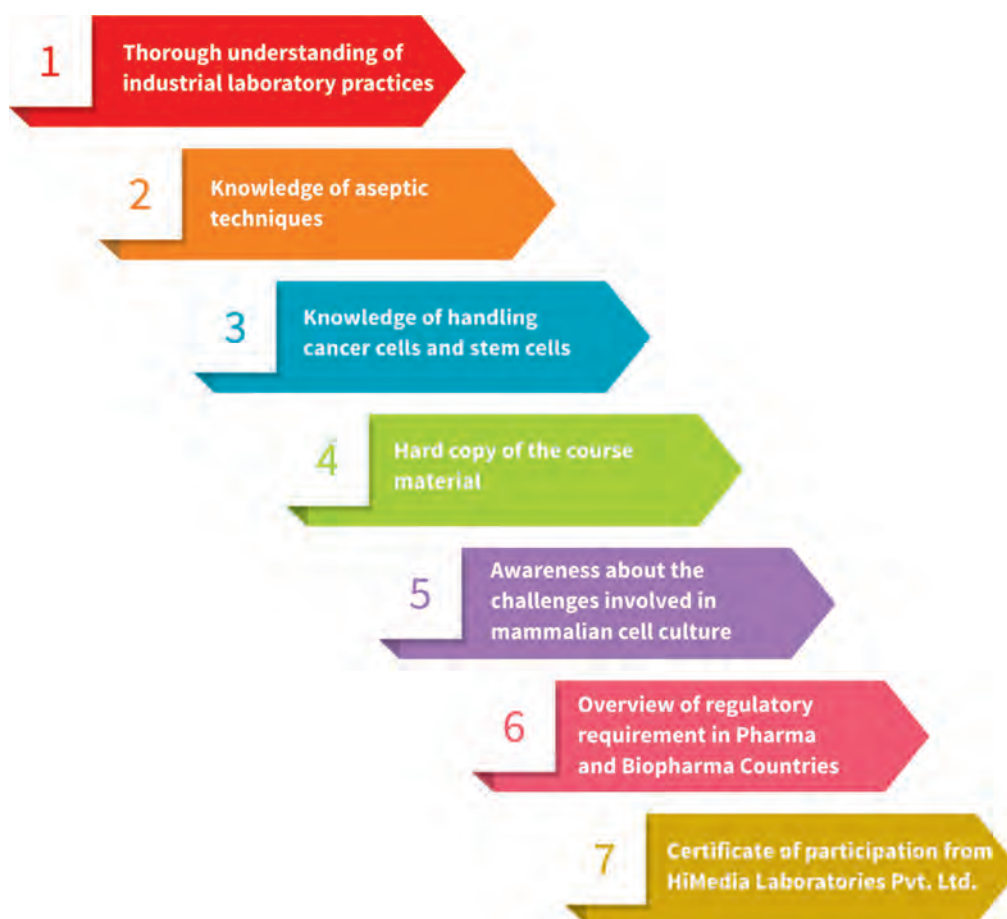 1
Thorough understanding of
industrial laboratory practices
2
Knowledge of aseptic
techniques
3
Knowledge of handling
cancer cells and stem cells
4
Hard copy of the course
material
5
Awareness about the
challenges involved in
mammalian cell culture
6
Overview of regulatory
requirement in Pharma
and Biopharma Countries
7
Certificate of participation from
HiMedia Laboratories Pvt. Ltd.